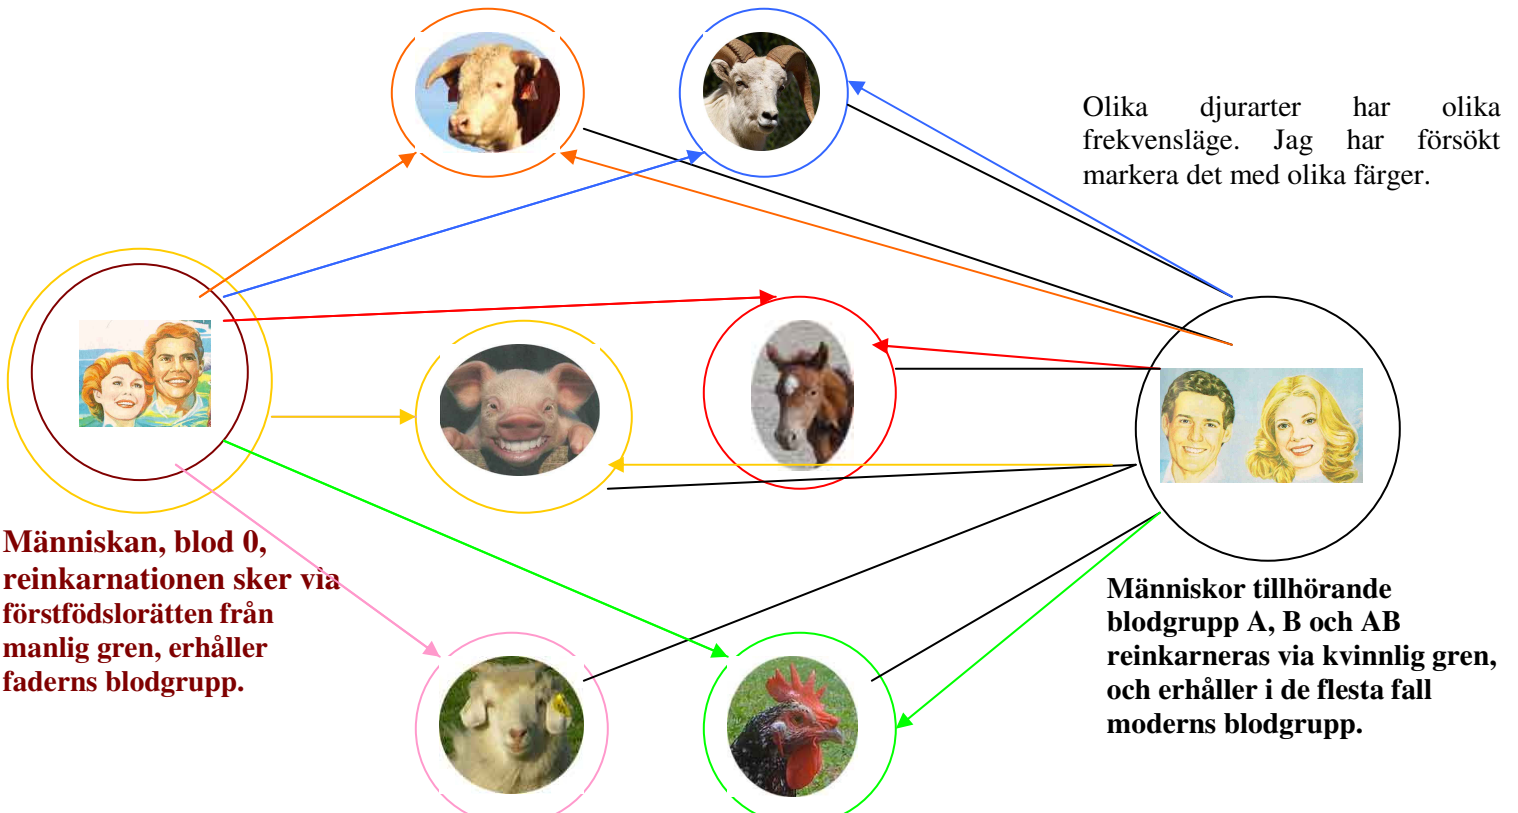 Olika djurarter har olika
frekvensläge. Jag har försökt
markera det med olika färger.
Människan, blod 0,
reinkarnationen sker via
förstfödslorätten från
manlig gren, erhåller
faderns blodgrupp.
Människor tillhörande
blodgrupp A, B och AB
reinkarneras via kvinnlig gren,
och erhåller i de flesta fall
moderns blodgrupp.